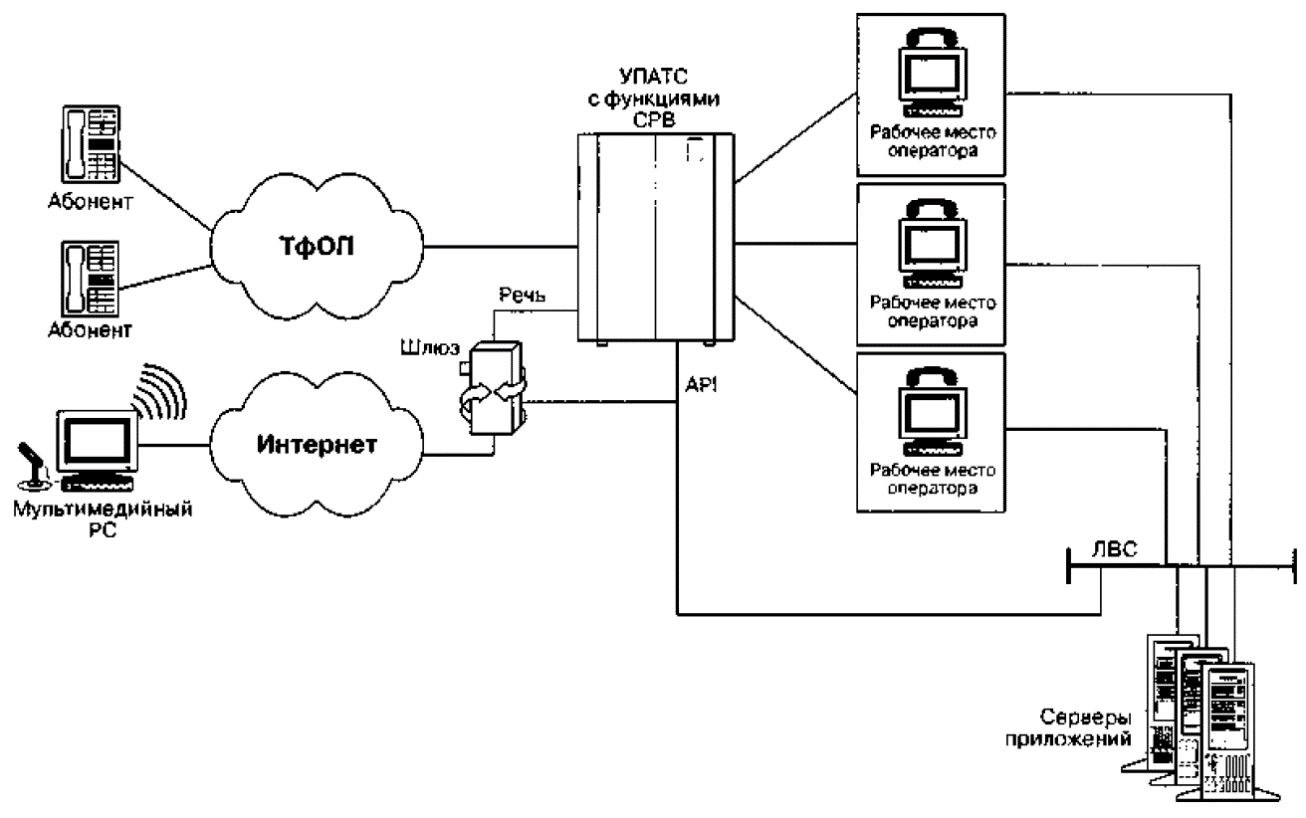 УПАТС
с функциями
СРВ
Абонент
ТфОП
Абонент
Речь
Шлюз
API
Интернет
Мультимедийный
PC
Рабочее место
оператора
Рабочее место
оператора
Рабочее место
оператора
ЛВС
Серверы
приложений